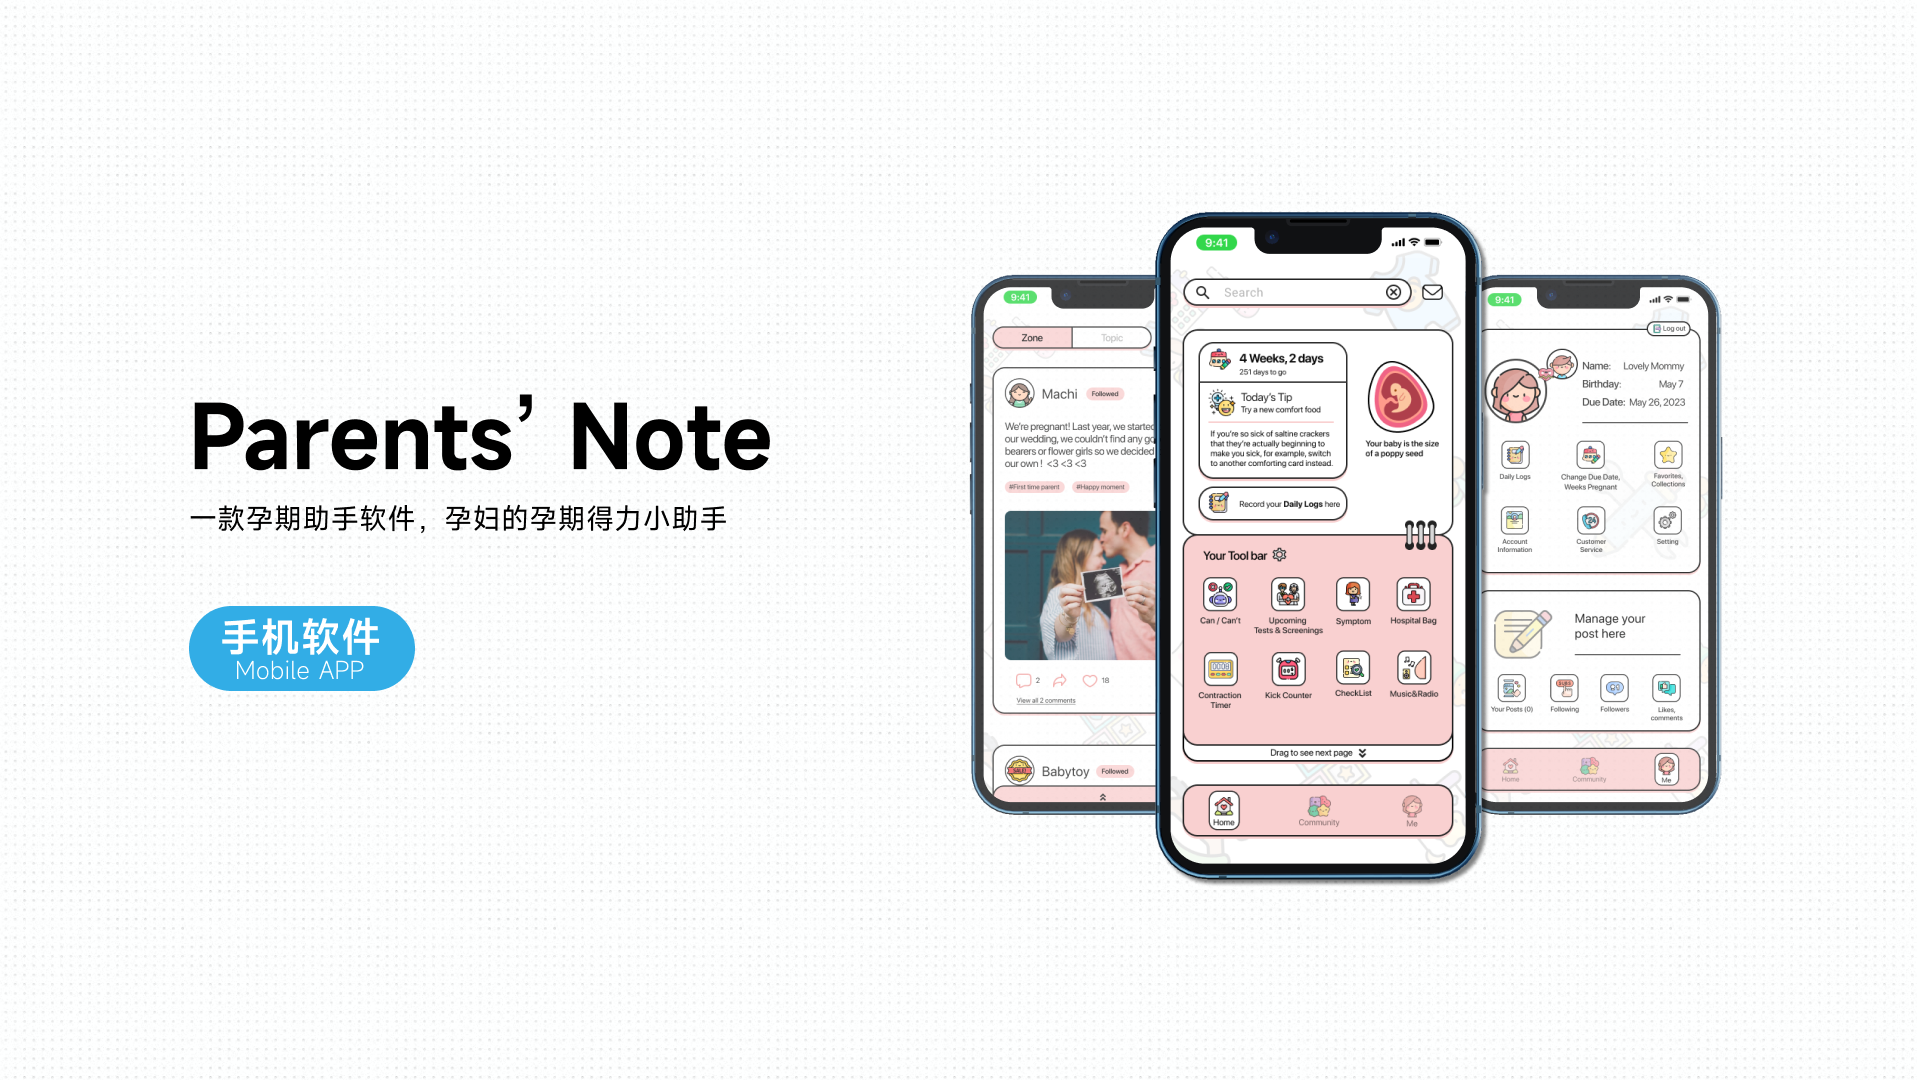 Parents’ Note
一款孕期助手软件，孕妇的孕期得力小助手
手机软件
Mobile APP
9:41
Zone
Topic
Machi
Followed
We're pregnant! Last year, we started
our wedding, we couldn't find any
bearers or flower girls so we decided
our own ! <3 <3 <3
#First time parent
#Happy moment
2
18
View all 2 comments
SALE
Babytoy
Followed
9:41
Search
4 Weeks, 2 days
251 days to go
Today's Tip
Try a new comfort food
If you're so sick of saltine crackers
that they're actually beginning to
make you sick, for example, switch
to another comforting card instead.
Your baby is the size
of a poppy seed
Record your Daily Logs here
Your Tool bar
Can / Can't
Upcoming
Tests & Screenings
Symptom
Hospital Bag
Contraction
Timer
Kick Counter
CheckList
Music&Radio
Drag to see next page
Home
Community
Me
9:41
Log out
Name: Lovely Mommy
Birthday: May 7
Due Date: May 26, 2023
Daily Logs
Change Due Date,
Weeks Pregnant
Favorites,
Collections
Account
Information
Customer
Service
Setting
Manage your
post here
Your Posts (0)
Following
Followers
Likes,
comments
Home
Community
Me